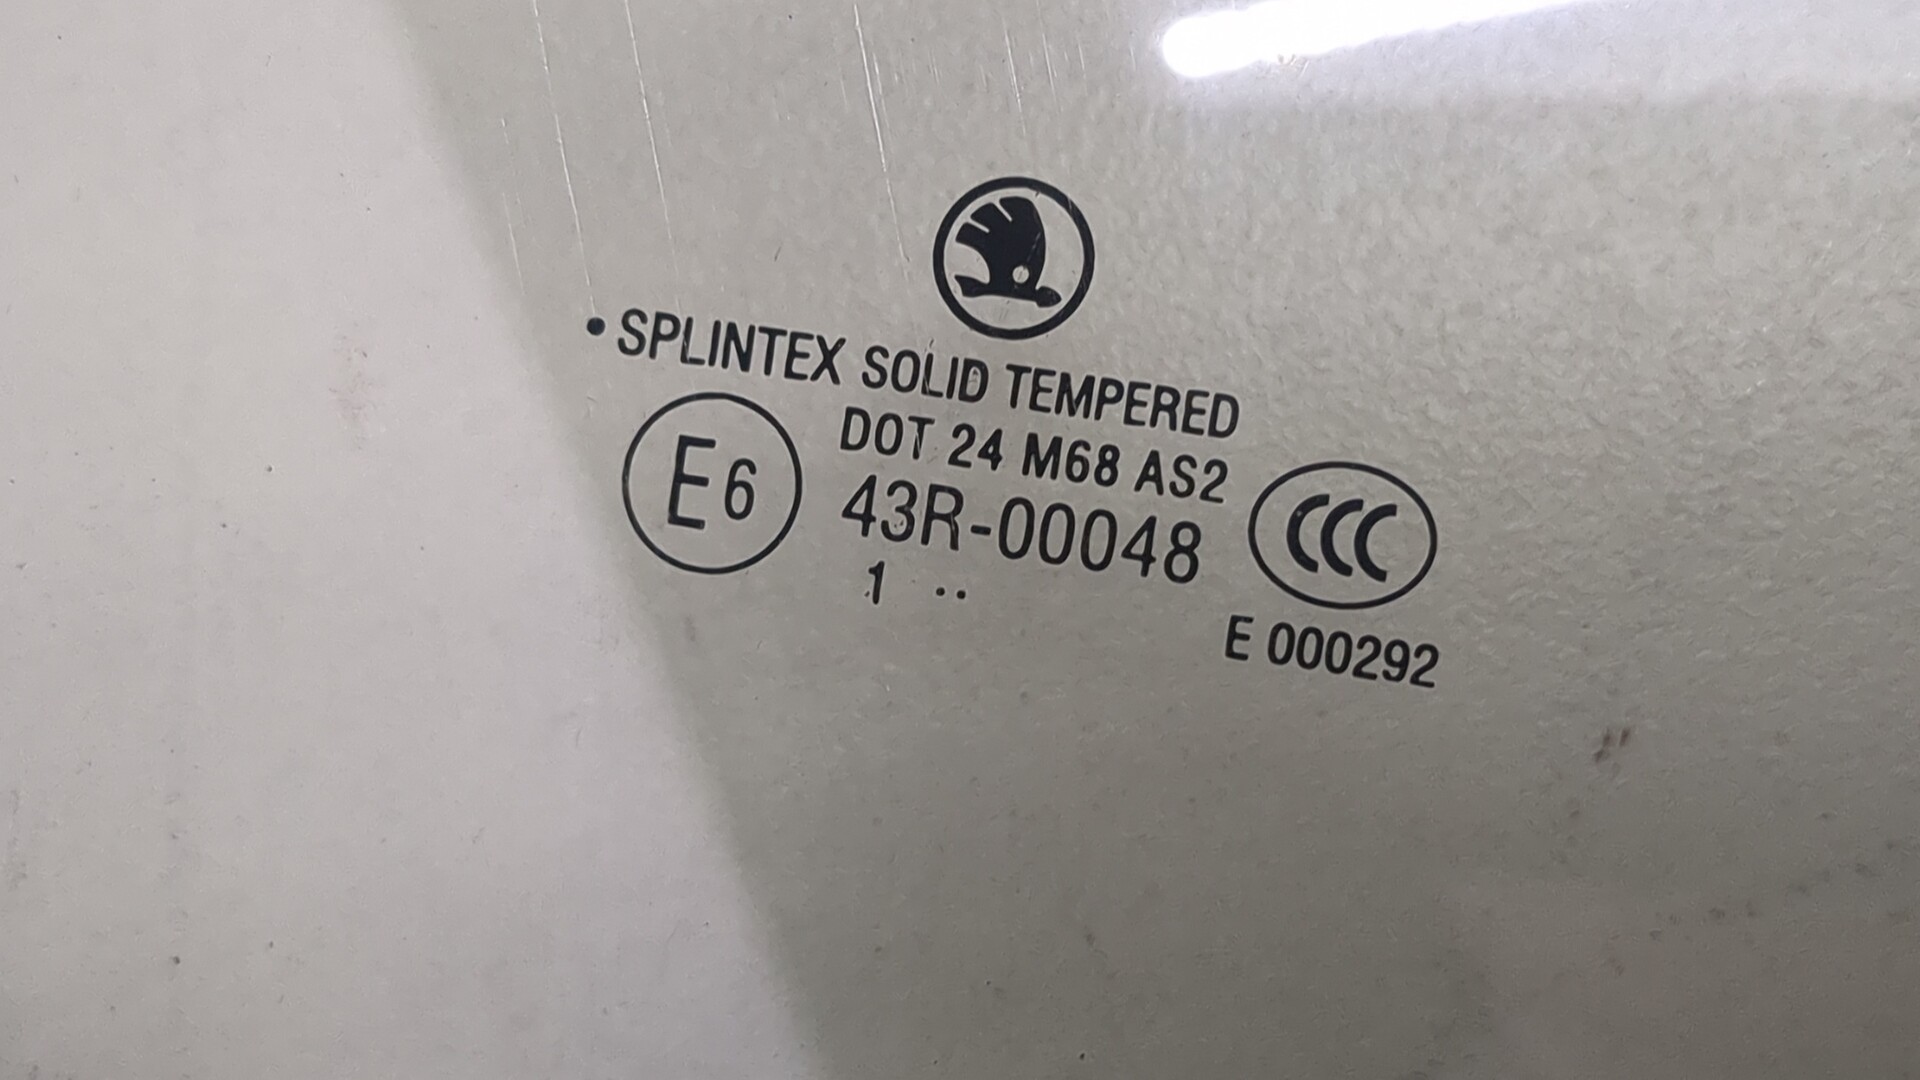 • SPLINTEX SOLID TEMPERED
DOT 24 M68 AS2
E6
43R-00048
CCC
1 ..
E 000292